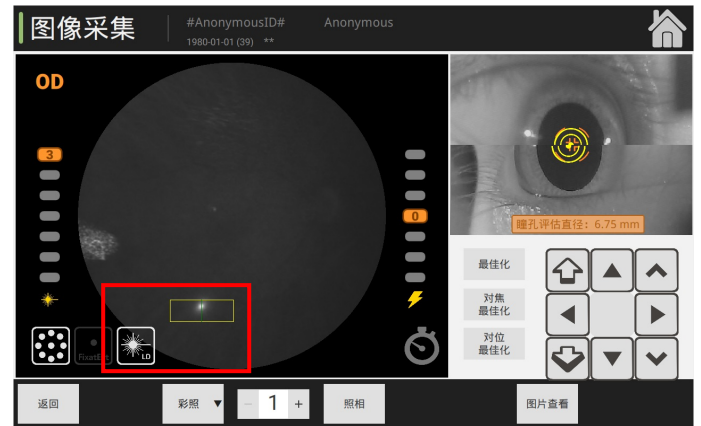 图像采集
#AnonymousID# Anonymous
1980-01-01 (39) **
OD
3
0
瞳孔评估直径: 6.75 mm
最佳化
对焦
最佳化
对位
最佳化
LD
返回
彩照 ▼
− 1 +
照相
图片查看